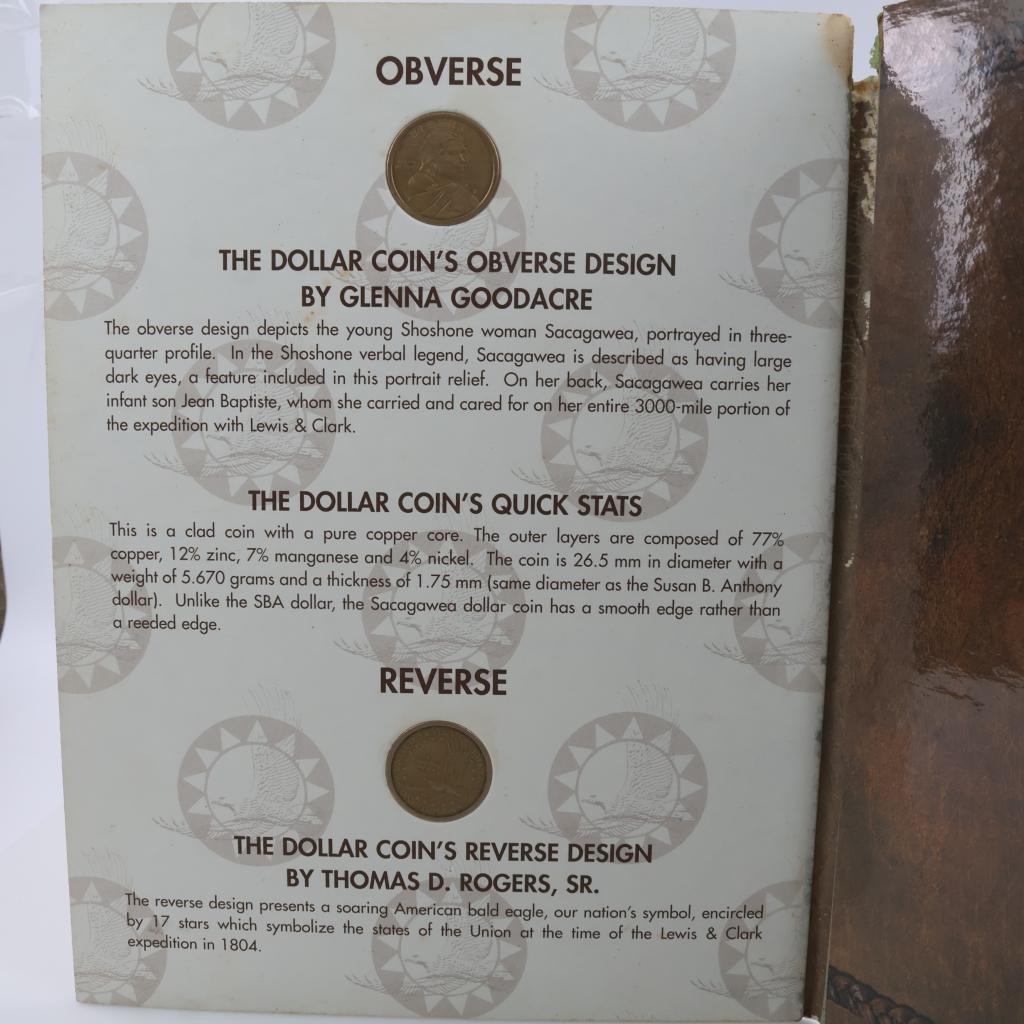 OBVERSE
THE DOLLAR COIN'S OBVERSE DESIGN
BY GLENNA GOODACRE
The obverse design depicts the young Shoshone woman Sacagawea, portrayed in three-
quarter profile. In the Shoshone verbal legend, Sacagawea is described as having large
dark eyes, a feature included in this portrait relief. On her back, Sacagawea carries her
infant son Jean Baptiste, whom she carried and cared for on her entire 3000-mile portion of
the expedition with Lewis & Clark.
THE DOLLAR COIN'S QUICK STATS
This is a clad coin with a pure copper core. The outer layers are composed of 77%
copper, 12% zinc, 7% manganese and 4% nickel. The coin is 26.5 mm in diameter with a
weight of 5.670 grams and a thickness of 1.75 mm (same diameter as the Susan B. Anthony
dollar). Unlike the SBA dollar, the Sacagawea dollar coin has a smooth edge rather than
a reeded edge.
REVERSE
THE DOLLAR COIN'S REVERSE DESIGN
BY THOMAS D. ROGERS, SR.
The reverse design presents a soaring American bald eagle, our nation's symbol, encircled
by 17 stars which symbolize the states of the Union at the time of the Lewis & Clark
expedition in 1804.